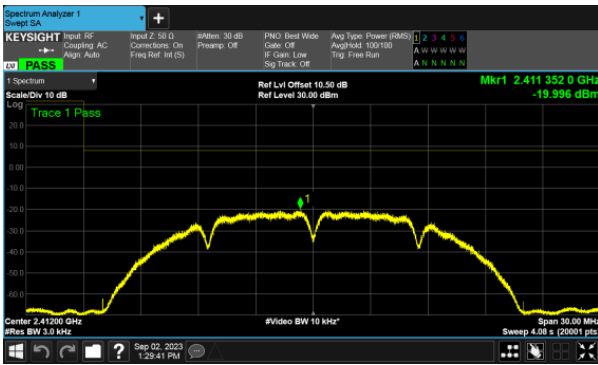 Spectrum Analyzer 1
Swept SA
+
KEYSIGHT Input: RF Input Z: 50 Ω #Atten: 30 dB PNO: Best Wide Avg Type: Power (RMS) 1 2 3 4 5 6
Coupling: AC Corrections: On Preamp: Off Gate: Off Avg|Hold: 100/100 A W W W W W
Align: Auto Freq Ref: Int (S) IF Gain: Low Trig: Free Run
Sig Track: Off A N N N N N
LXI PASS
1 Spectrum Ref Lvl Offset 10.50 dB Mkr1 2.411 352 0 GHz
Scale/Div 10 dB Ref Level 30.00 dBm -19.996 dBm
Log Trace 1 Pass
20.0
10.0
0.00
-10.0
1
-20.0
-30.0
-40.0
-50.0
-60.0
Center 2.41200 GHz #Video BW 10 kHz* Span 30.00 MHz
#Res BW 3.0 kHz Sweep 4.08 s (20001 pts)
? Sep 02, 2023
1:29:41 PM